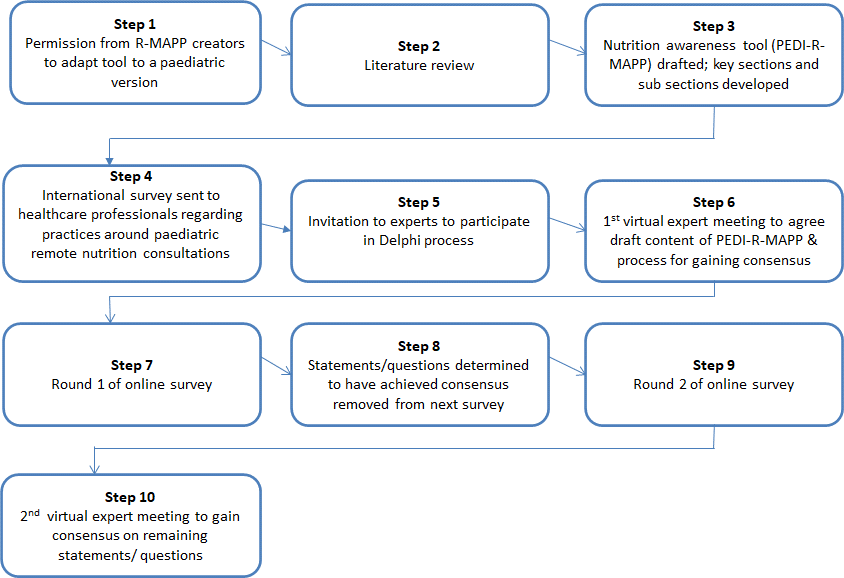 Step 1
Permission from R-MAPP creators
to adapt tool to a paediatric
version
Step 2
Literature review
Step 3
Nutrition awareness tool (PEDI-R-
MAPP) drafted; key sections and
sub sections developed
Step 4
International survey sent to
healthcare professionals regarding
practices around paediatric
remote nutrition consultations
Step 5
Invitation to experts to participate
in Delphi process
Step 6
1st virtual expert meeting to agree
draft content of PEDI-R-MAPP &
process for gaining consensus
Step 7
Round 1 of online survey
Step 8
Statements/questions determined
to have achieved consensus
removed from next survey
Step 9
Round 2 of online survey
Step 10
2nd virtual expert meeting to gain
consensus on remaining
statements/ questions